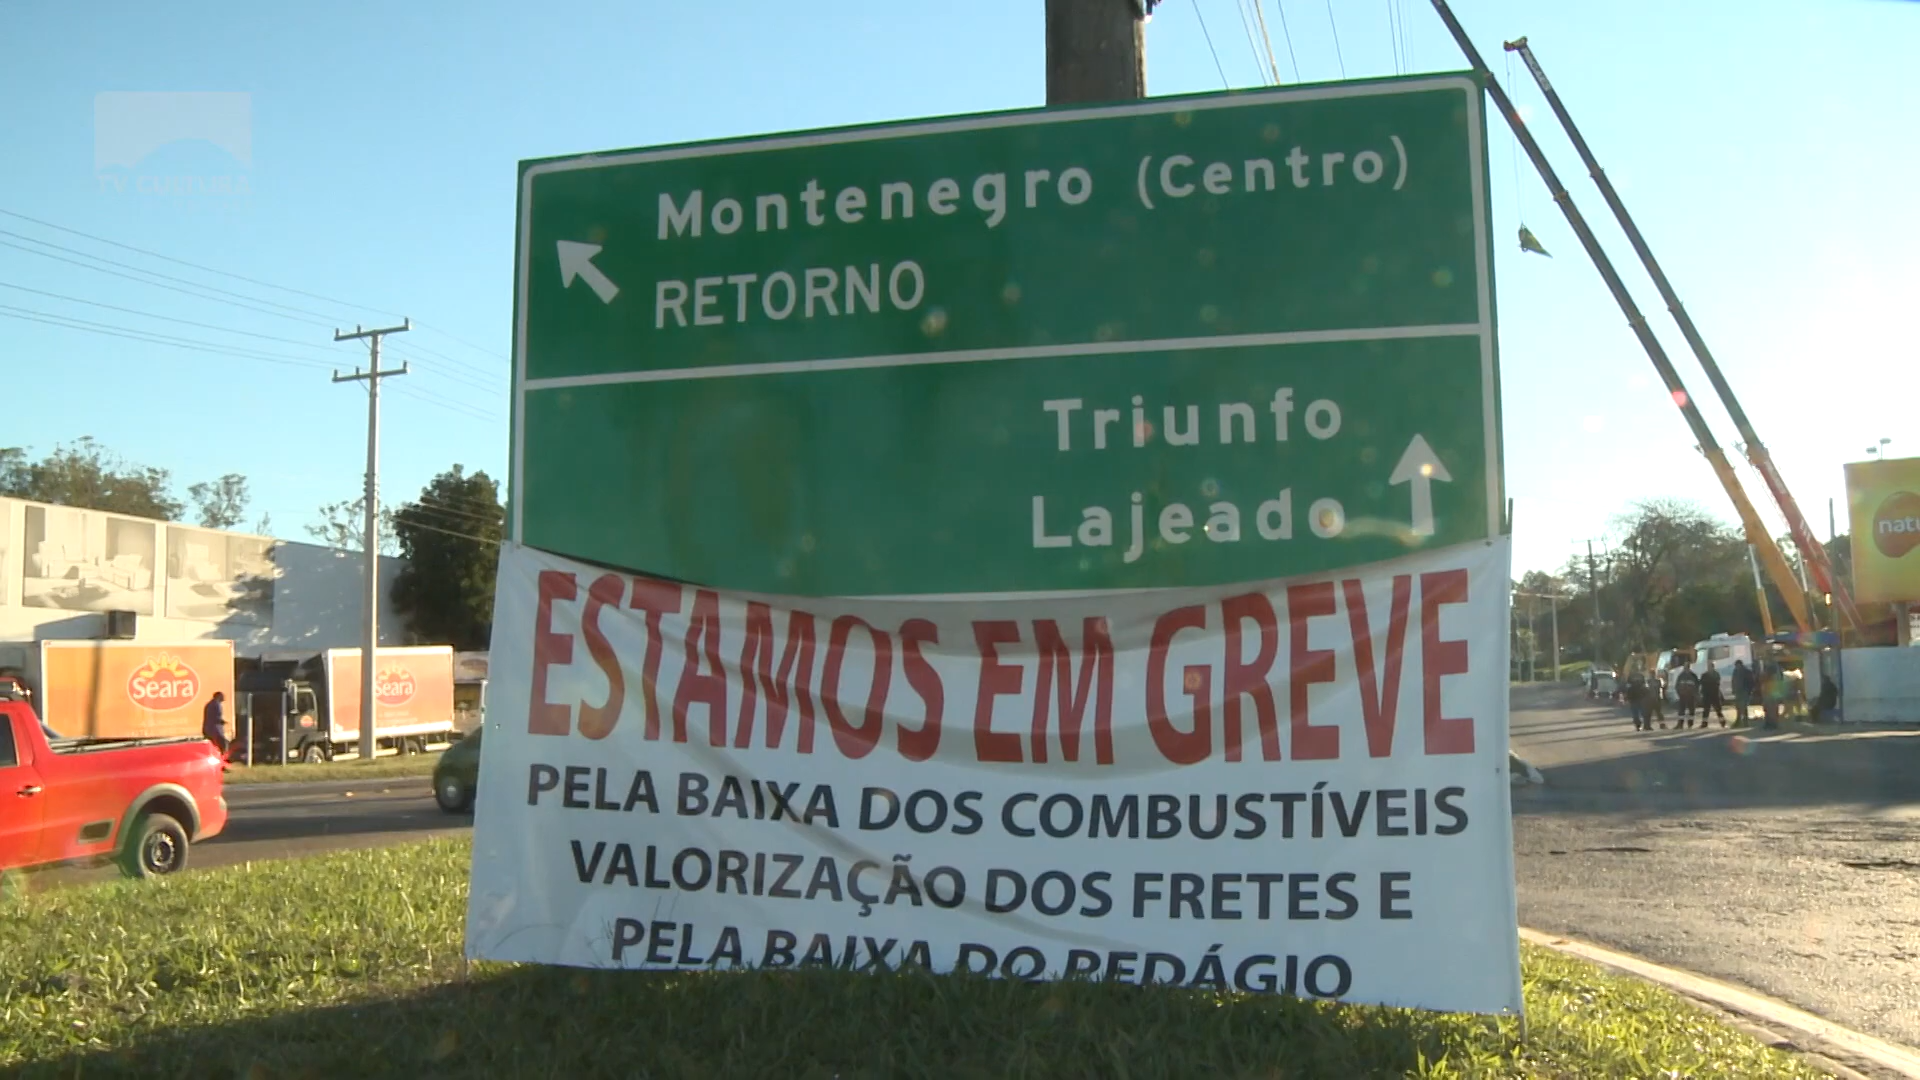 TV CULTURA
Montenegro (Centro)
RETORNO
Triunfo
Lajeado
natu
Seara
Seara
ESTAMOS EM GREVE
PELA BAIXA DOS COMBUSTÍVEIS
VALORIZAÇÃO DOS FRETES E
PELA BAIXA DO PEDÁGIO